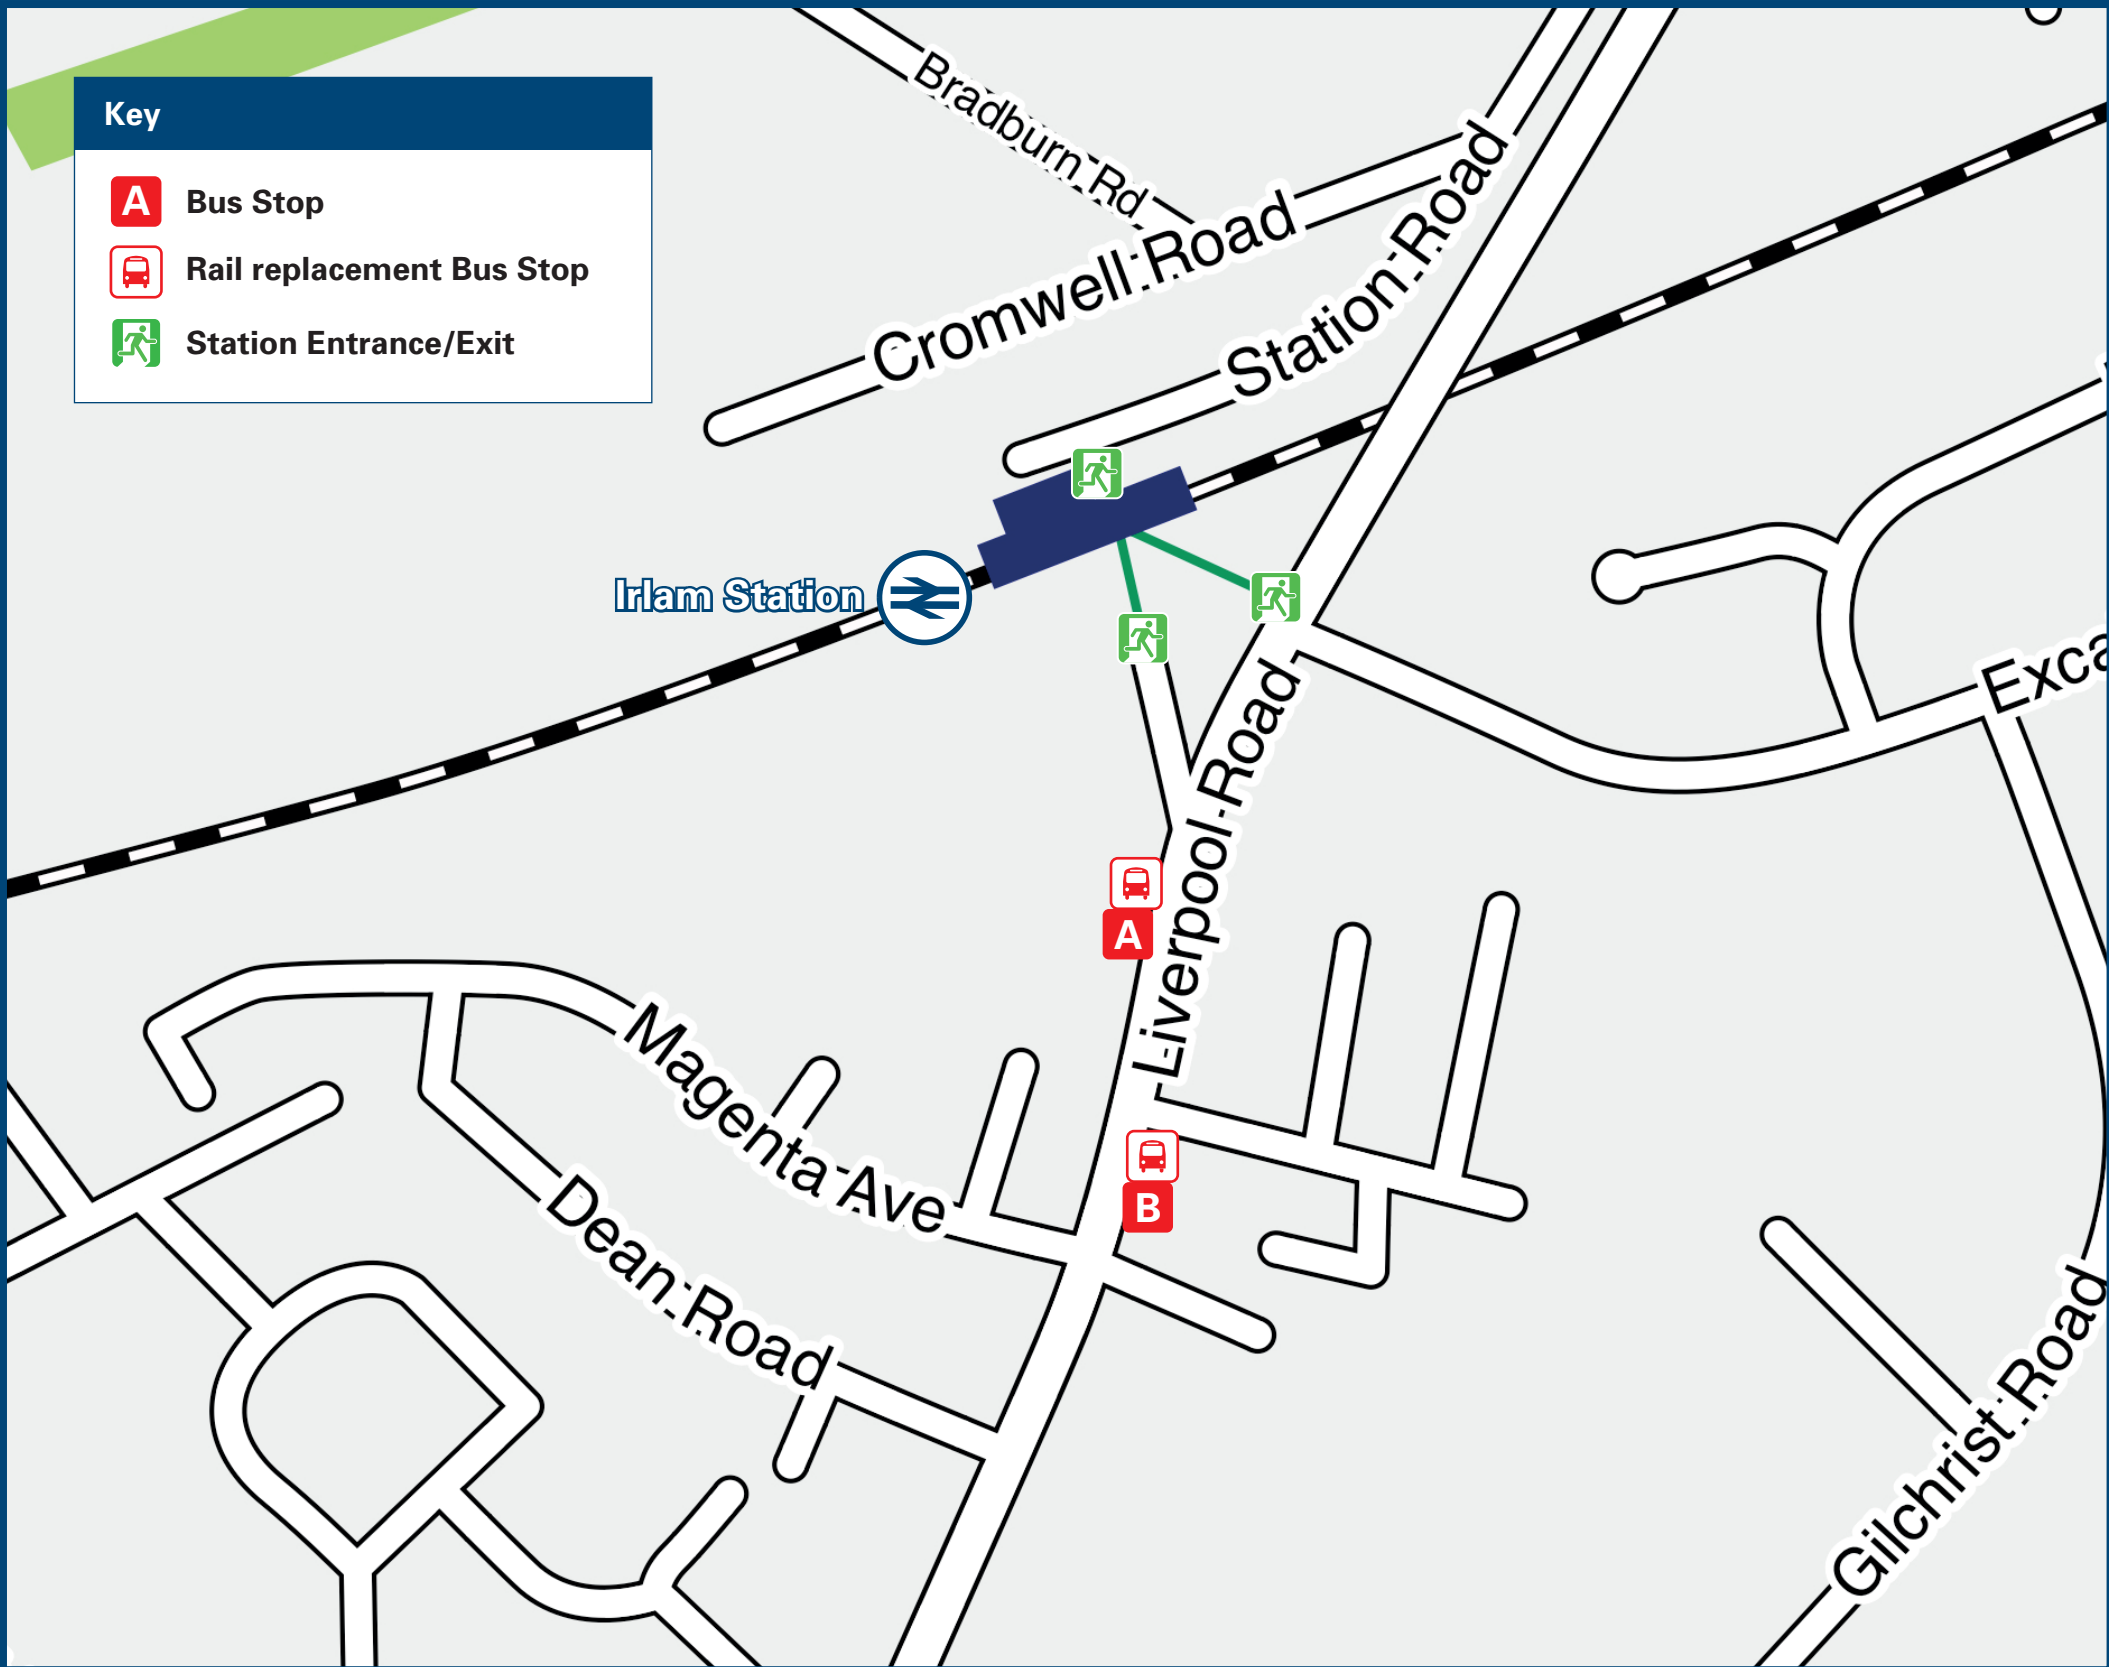 Key
A Bus Stop
Rail replacement Bus Stop
Station Entrance/Exit
Bradburn Rd
Cromwell Road
Station Road
Irlam Station
Exca
Liverpool Road
A
Magenta Ave
B
Dean Road
Gilchrist Road